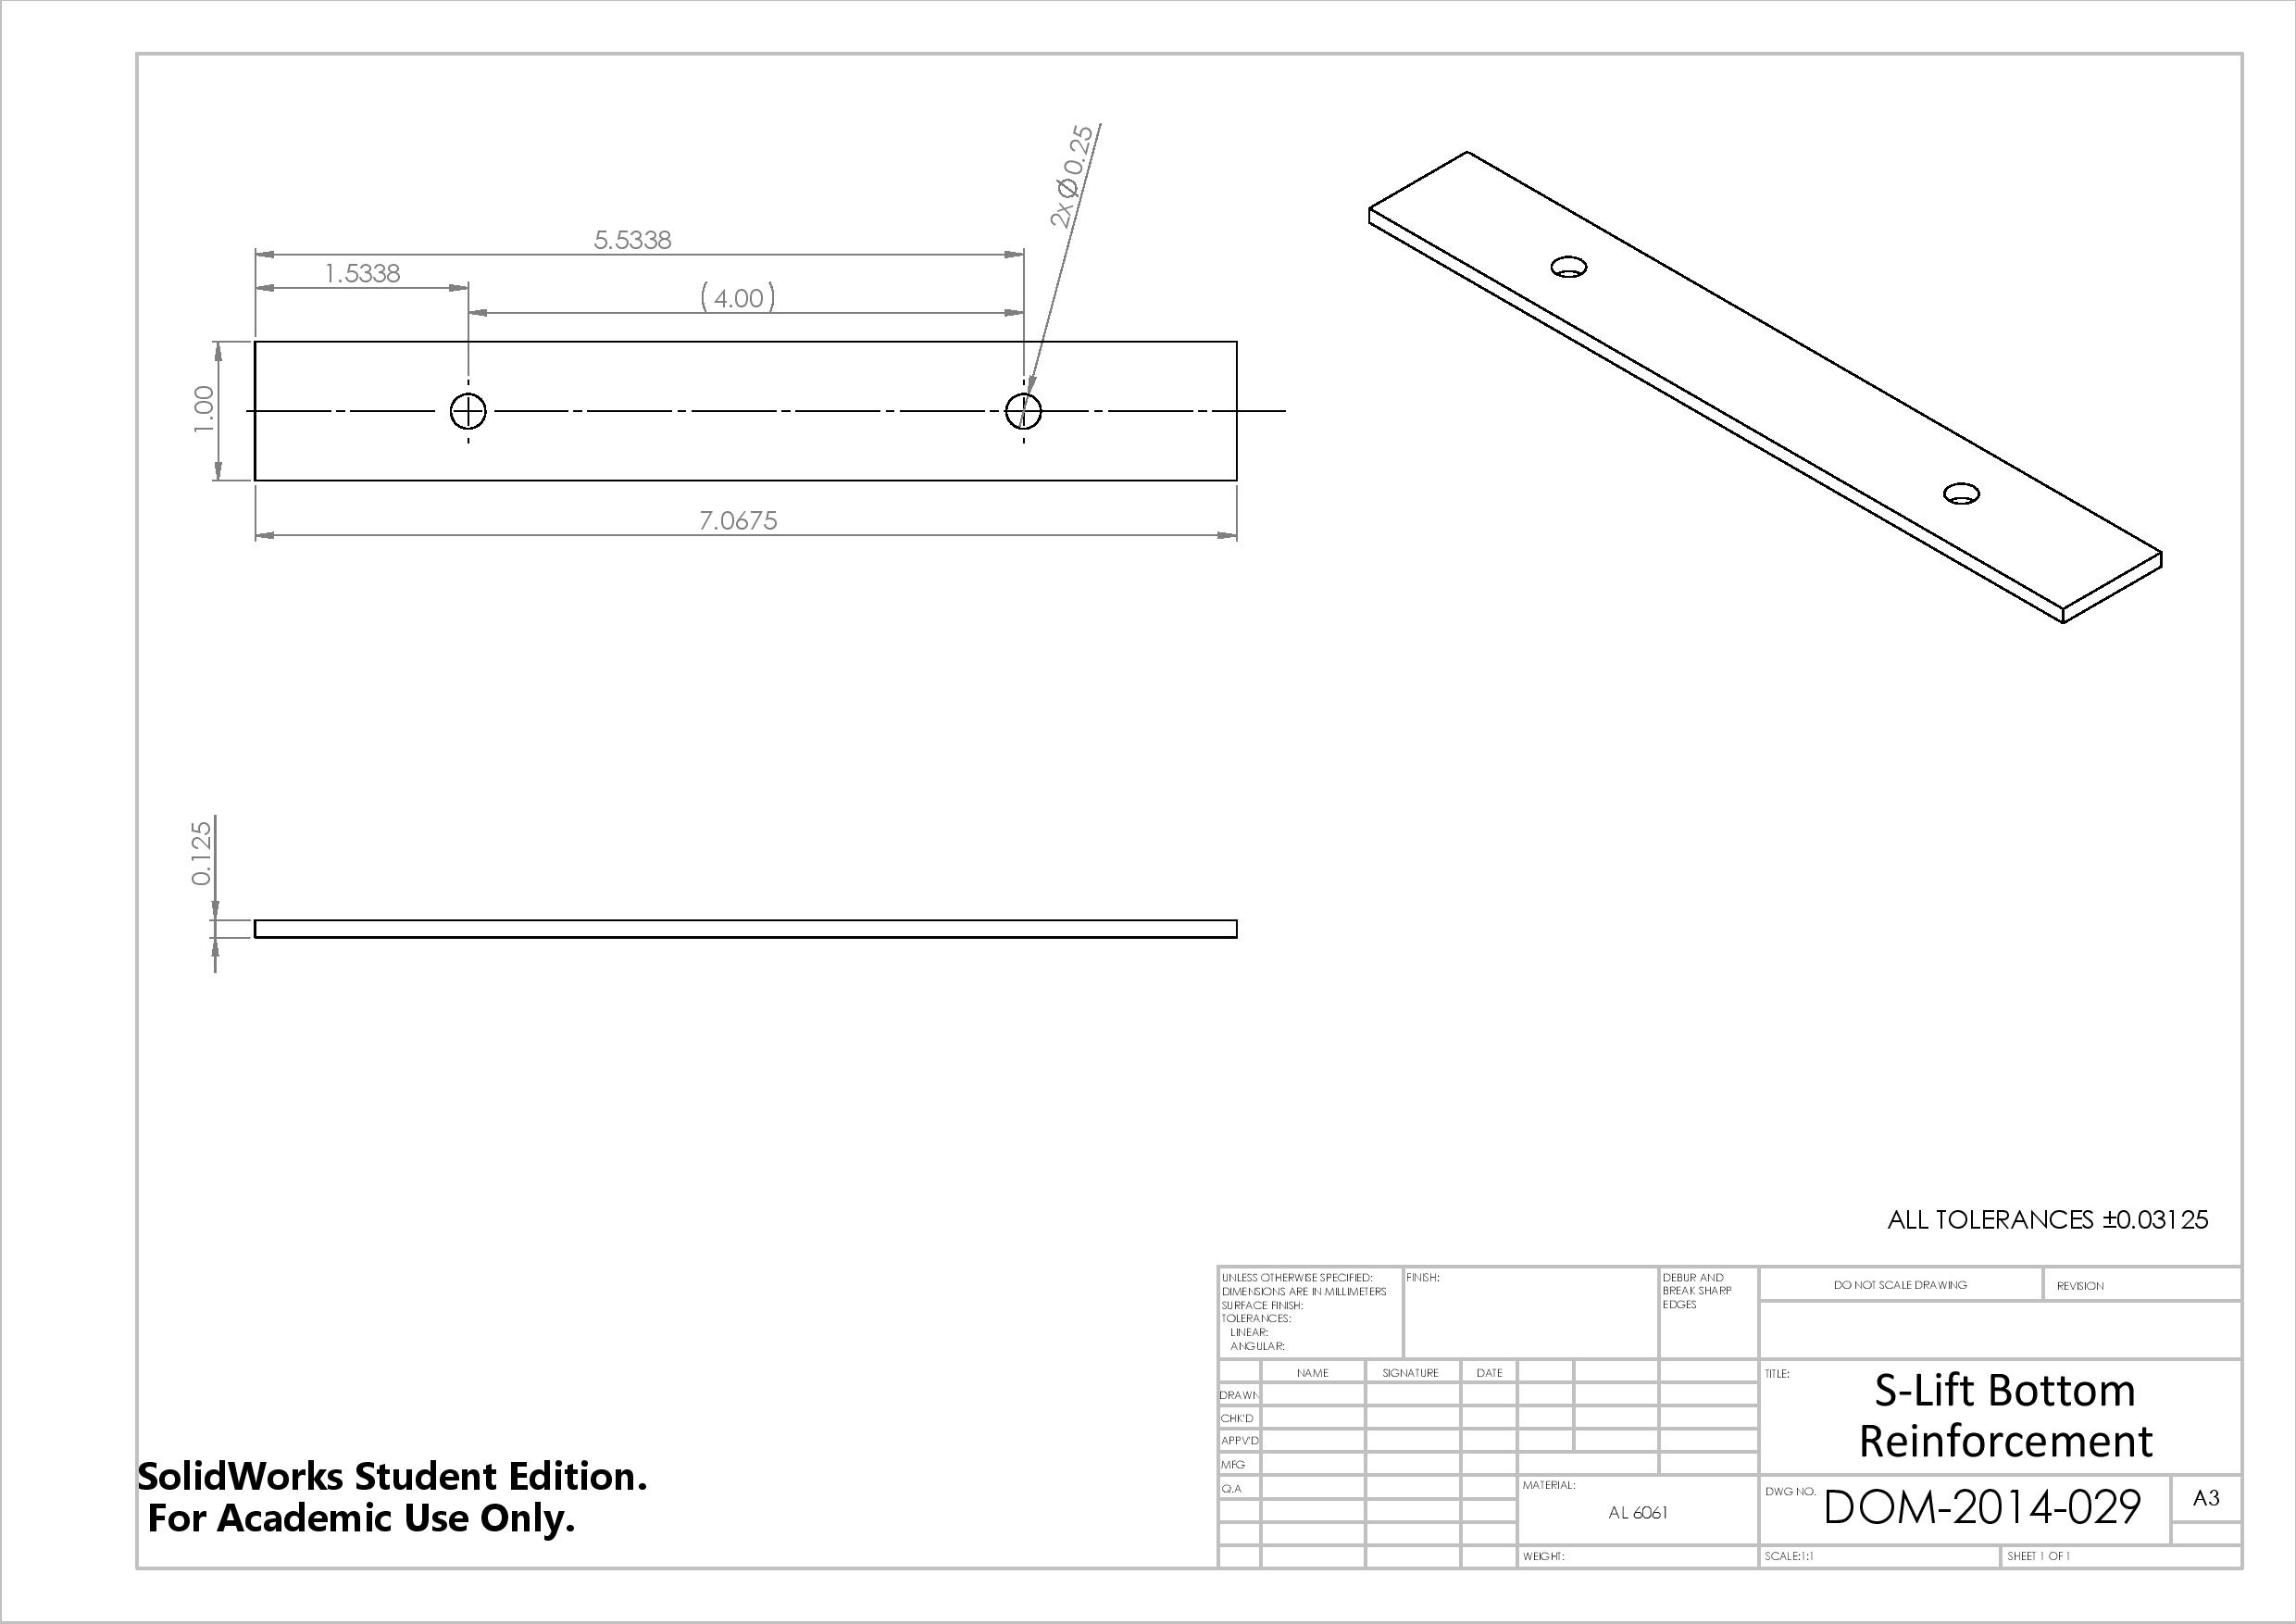 2x Ø0.25
5.5338
1.5338
(4.00)
1.00
7.0675
0.125
ALL TOLERANCES ±0.03125
UNLESS OTHERWISE SPECIFIED:
DIMENSIONS ARE IN MILLIMETERS
SURFACE FINISH:
TOLERANCES:
LINEAR:
ANGULAR:
FINISH:
DEBUR AND
BREAK SHARP
EDGES
DO NOT SCALE DRAWING
REVISION
NAME
SIGNATURE
DATE
DRAWN
CHK'D
APPV'D
MFG
Q.A
TITLE:
S-Lift Bottom
Reinforcement
MATERIAL:
AL 6061
DWG NO.
DOM-2014-029
A3
WEIGHT:
SCALE:1:1
SHEET 1 OF 1
SolidWorks Student Edition.
For Academic Use Only.